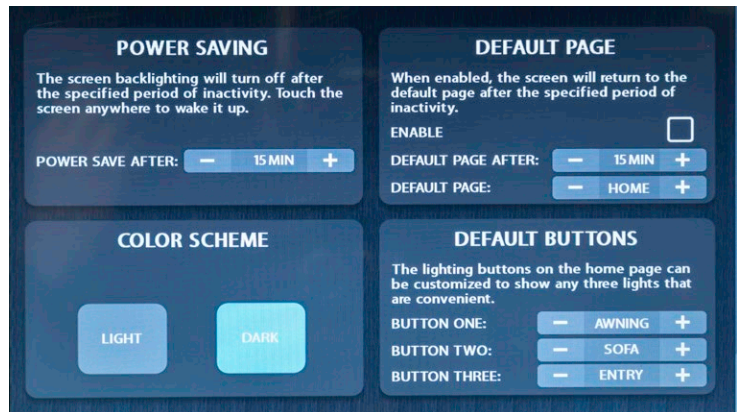 POWER SAVING
The screen backlighting will turn off after
the specified period of inactivity. Touch the
screen anywhere to wake it up.
POWER SAVE AFTER: − 15 MIN +
DEFAULT PAGE
When enabled, the screen will return to the
default page after the specified period of
inactivity.
ENABLE
DEFAULT PAGE AFTER: − 15 MIN +
DEFAULT PAGE: − HOME +
COLOR SCHEME
LIGHT
DARK
DEFAULT BUTTONS
The lighting buttons on the home page can
be customized to show any three lights that
are convenient.
BUTTON ONE: − AWNING +
BUTTON TWO: − SOFA +
BUTTON THREE: − ENTRY +